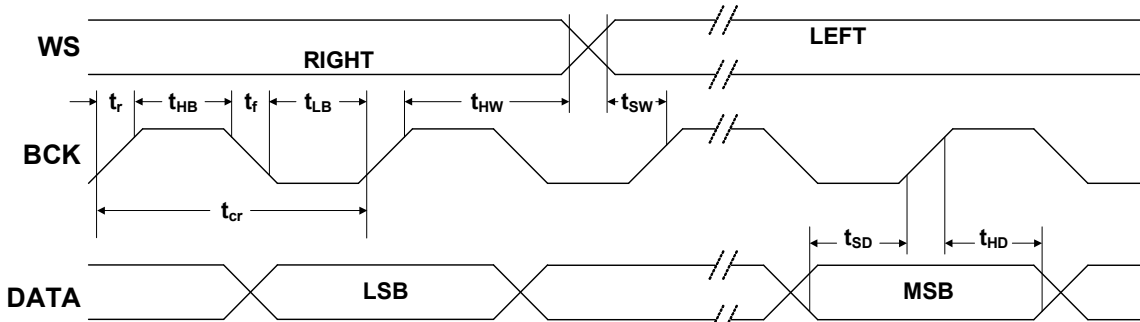 WS
RIGHT
LEFT
tr
tHB
tf
tLB
tHW
tSW
BCK
tcr
tSD
tHD
DATA
LSB
MSB